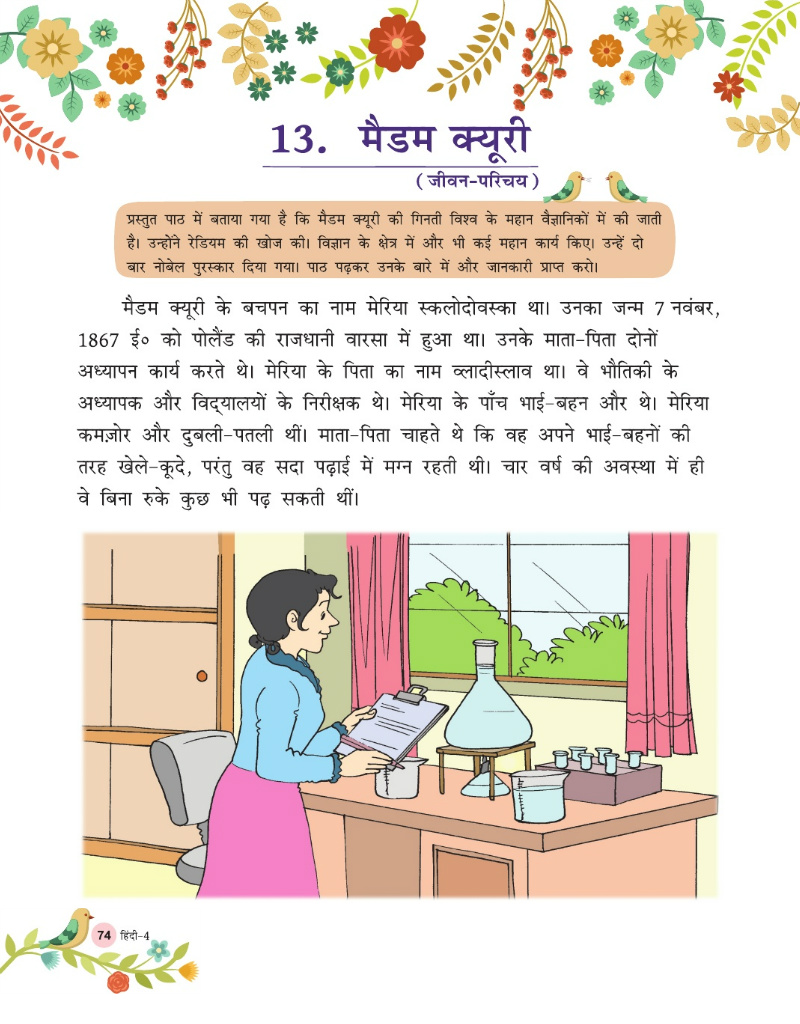 13. मैडम क्यूरी
( जीवन-परिचय )
प्रस्तुत पाठ में बताया गया है कि मैडम क्यूरी की गिनती विश्व के महान वैज्ञानिकों में की जाती
है। उन्होंने रेडियम की खोज की। विज्ञान के क्षेत्र में और भी कई महान कार्य किए। उन्हें दो
बार नोबेल पुरस्कार दिया गया। पाठ पढ़कर उनके बारे में और जानकारी प्राप्त करो।
मैडम क्यूरी के बचपन का नाम मेरिया स्कलोदोवस्का था। उनका जन्म 7 नवंबर,
1867 ई० को पोलैंड की राजधानी वारसा में हुआ था। उनके माता-पिता दोनों
अध्यापन कार्य करते थे। मेरिया के पिता का नाम व्लादीस्लाव था। वे भौतिकी के
अध्यापक और विद्यालयों के निरीक्षक थे। मेरिया के पाँच भाई-बहन और थे। मेरिया
कमज़ोर और दुबली-पतली थीं। माता-पिता चाहते थे कि वह अपने भाई-बहनों की
तरह खेले-कूदे, परंतु वह सदा पढ़ाई में मग्न रहती थी। चार वर्ष की अवस्था में ही
वे बिना रुके कुछ भी पढ़ सकती थीं।
74 हिंदी-4